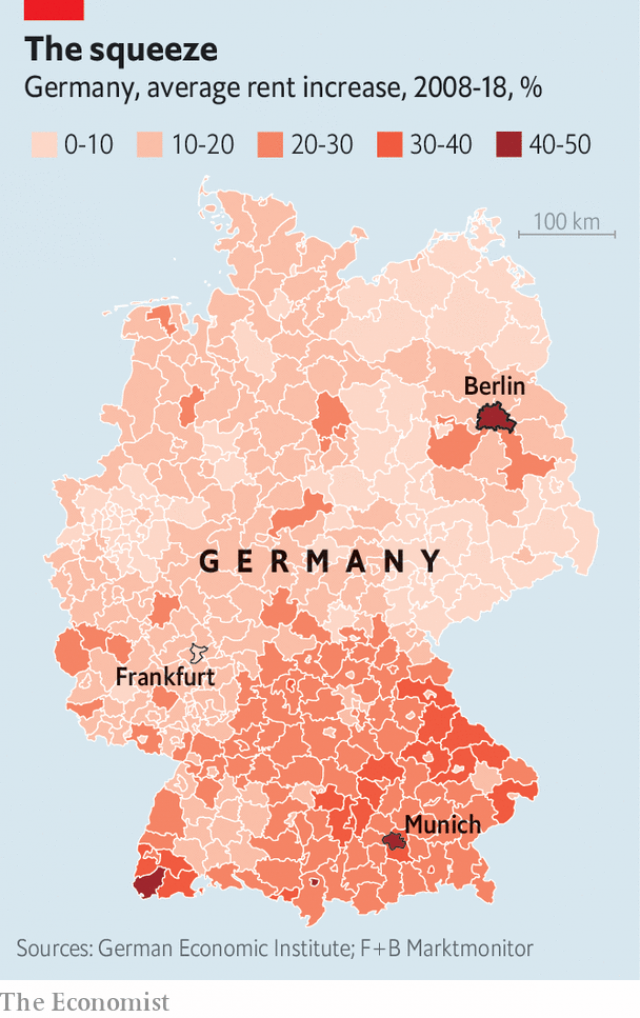 The squeeze
Germany, average rent increase, 2008-18, %
0-10 10-20 20-30 30-40 40-50
100 km
Berlin
GERMANY
Frankfurt
Munich
Sources: German Economic Institute; F+B Marktmonitor
The Economist